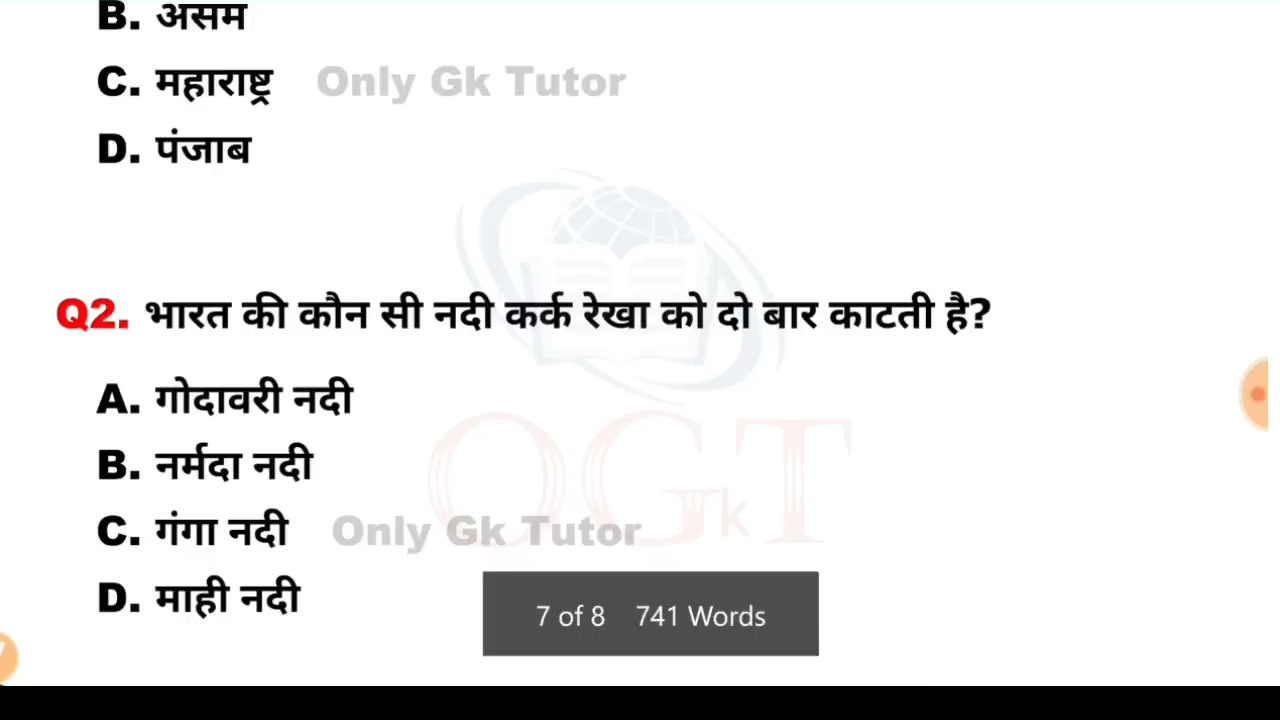 B. असम
C. महाराष्ट्र Only Gk Tutor
D. पंजाब
Q2. भारत की कौन सी नदी कर्क रेखा को दो बार काटती है?
A. गोदावरी नदी
B. नर्मदा नदी
OGkT
C. गंगा नदी Only Gk Tutor
D. माही नदी
7 of 8 741 Words